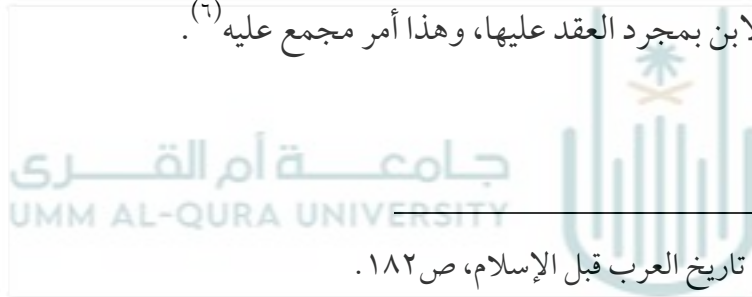 لابن بمجرد العقد عليها، وهذا أمر مجمع عليه(٦).
جامعة أم القرى
UMM AL-QURA UNIVERSITY
تاريخ العرب قبل الإسلام، ص١٨٢.